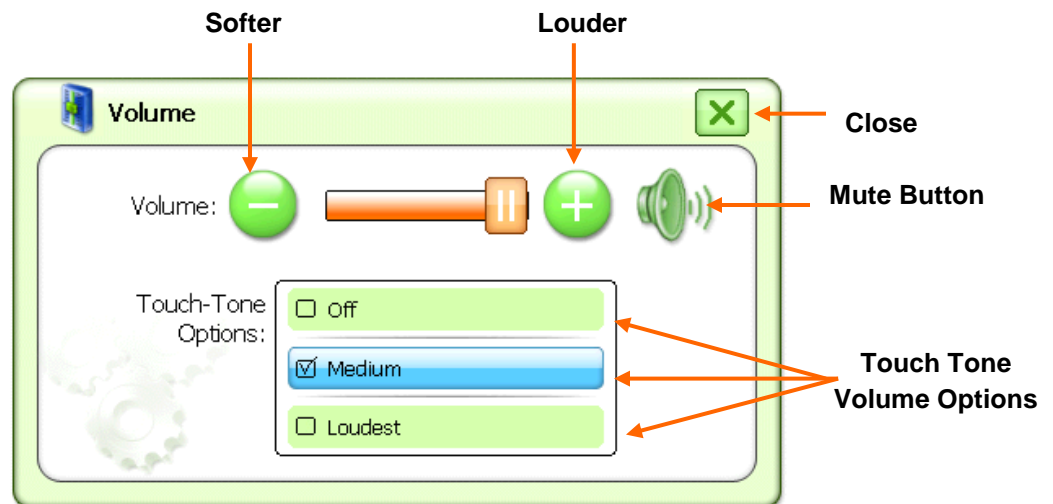 Softer
Louder
Volume
Close
Volume:
Mute Button
Touch-Tone
Options:
Off
Medium
Loudest
Touch Tone
Volume Options